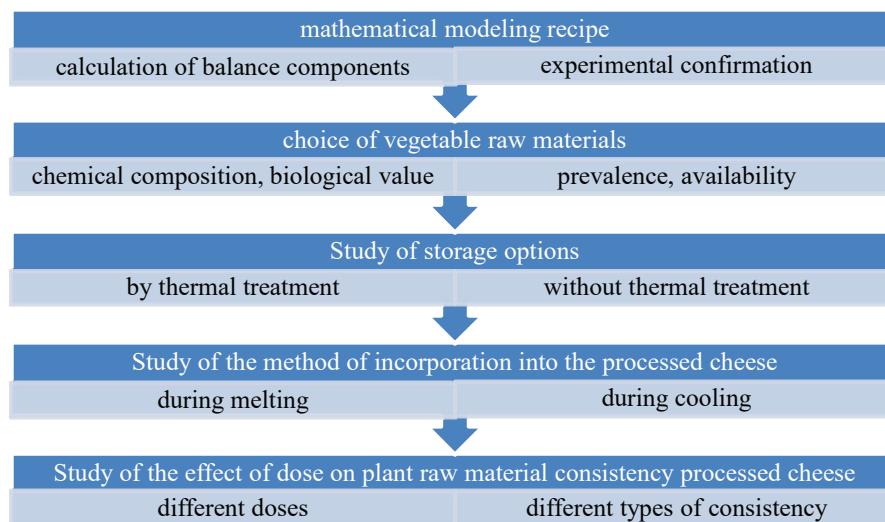 mathematical modeling recipe
calculation of balance components
experimental confirmation
choice of vegetable raw materials
chemical composition, biological value
prevalence, availability
Study of storage options
by thermal treatment
without thermal treatment
Study of the method of incorporation into the processed cheese
during melting
during cooling
Study of the effect of dose on plant raw material consistency processed cheese
different doses
different types of consistency